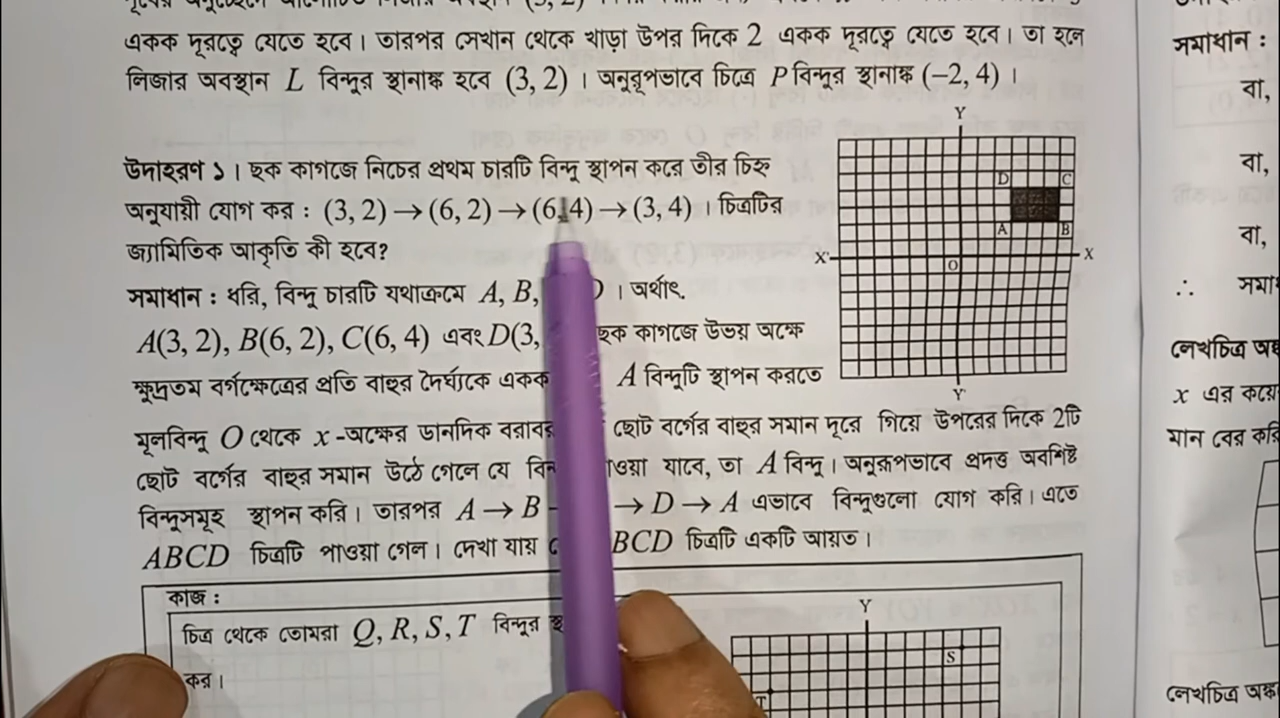 একক দূরত্বে যেতে হবে। তারপর সেখান থেকে খাড়া উপর দিকে 2 একক দূরত্বে যেতে হবে। তা হলে
লিজার অবস্থান L বিন্দুর স্থানাঙ্ক হবে (3, 2) । অনুরূপভাবে চিত্রে P বিন্দুর স্থানাঙ্ক (−2, 4) ।
উদাহরণ ১। ছক কাগজে নিচের প্রথম চারটি বিন্দু স্থাপন করে তীর চিহ্ন
অনুযায়ী যোগ কর : (3, 2) → (6, 2) → (6, 4) → (3, 4) । চিত্রটির
জ্যামিতিক আকৃতি কী হবে?
সমাধান : ধরি, বিন্দু চারটি যথাক্রমে A, B, D । অর্থাৎ
A(3, 2), B(6, 2), C(6, 4) এবং D(3, ছক কাগজে উভয় অক্ষে
ক্ষুদ্রতম বর্গক্ষেত্রের প্রতি বাহুর দৈর্ঘ্যকে একক A বিন্দুটি স্থাপন করতে
মূলবিন্দু O থেকে x -অক্ষের ডানদিক বরাবর ছোট বর্গের বাহুর সমান দূরে গিয়ে উপরের দিকে 2টি
ছোট বর্গের বাহুর সমান উঠে গেলে যে পাওয়া যাবে, তা A বিন্দু। অনুরূপভাবে প্রদত্ত অবশিষ্ট
বিন্দুসমূহ স্থাপন করি। তারপর A → B → D → A এভাবে বিন্দুগুলো যোগ করি। এতে
ABCD চিত্রটি পাওয়া গেল। দেখা যায় BCD চিত্রটি একটি আয়ত।
Y
D
C
A
B
X'
O
X
Y'
কাজ :
চিত্র থেকে তোমরা Q, R, S, T বিন্দুর
কর।
Y
S
T
সমাধান :
বা,
বা,
বা,
∴
লেখচিত্র
x এর
মান বের
লেখচিত্র